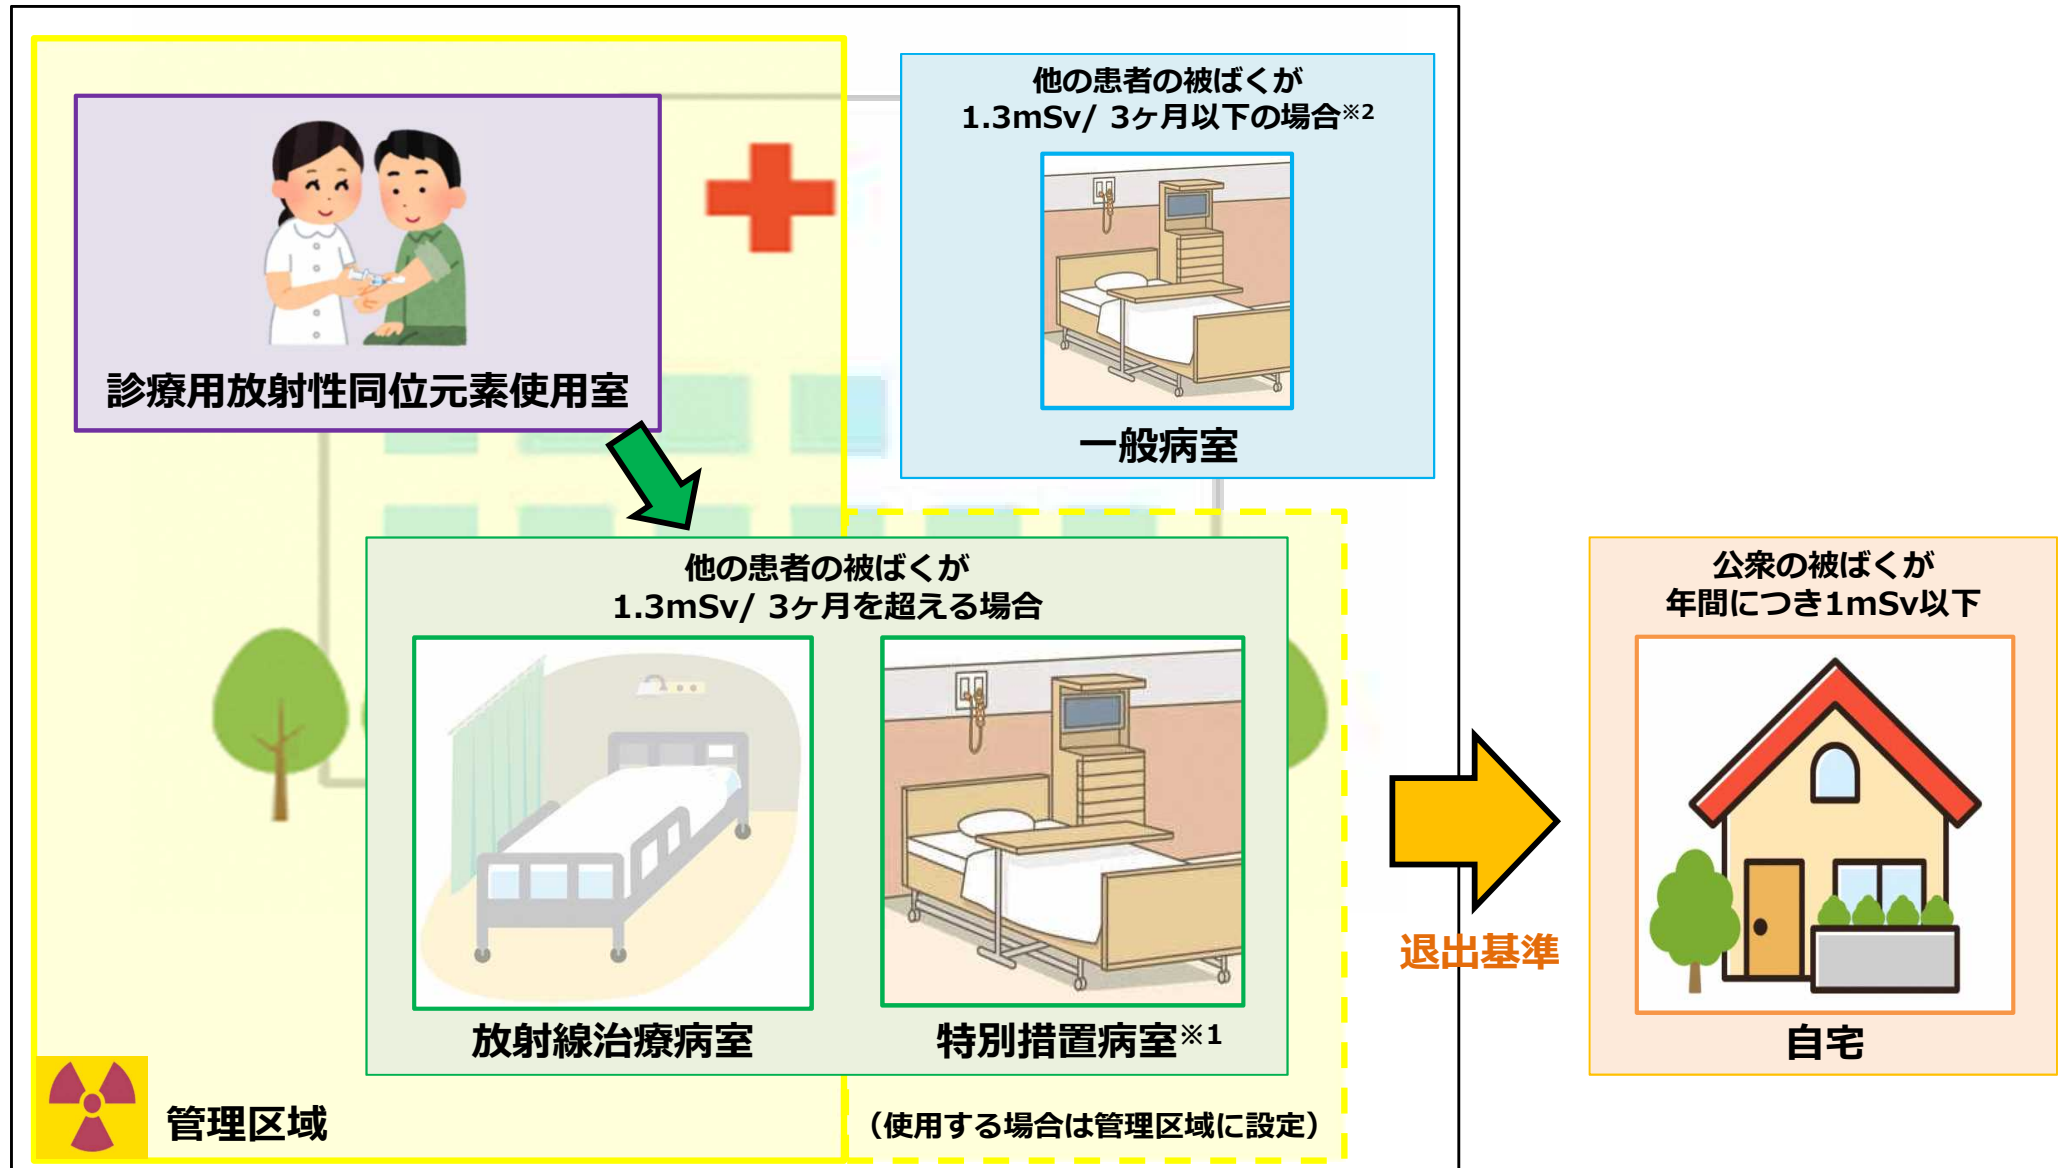 診療用放射性同位元素使用室
他の患者の被ばくが
1.3mSv/ 3ヶ月以下の場合※2
一般病室
他の患者の被ばくが
1.3mSv/ 3ヶ月を超える場合
放射線治療病室
特別措置病室※1
管理区域
（使用する場合は管理区域に設定）
退出基準
公衆の被ばくが
年間につき1mSv以下
自宅